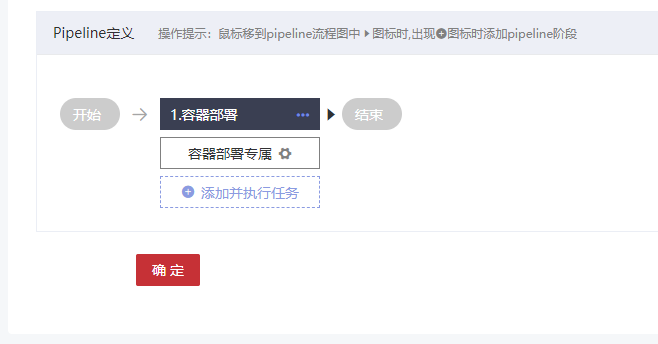 Pipeline定义 操作提示：鼠标移到pipeline流程图中图标时,出现图标时添加pipeline阶段
开始 1.容器部署 结束
容器部署专属
添加并执行任务
确 定